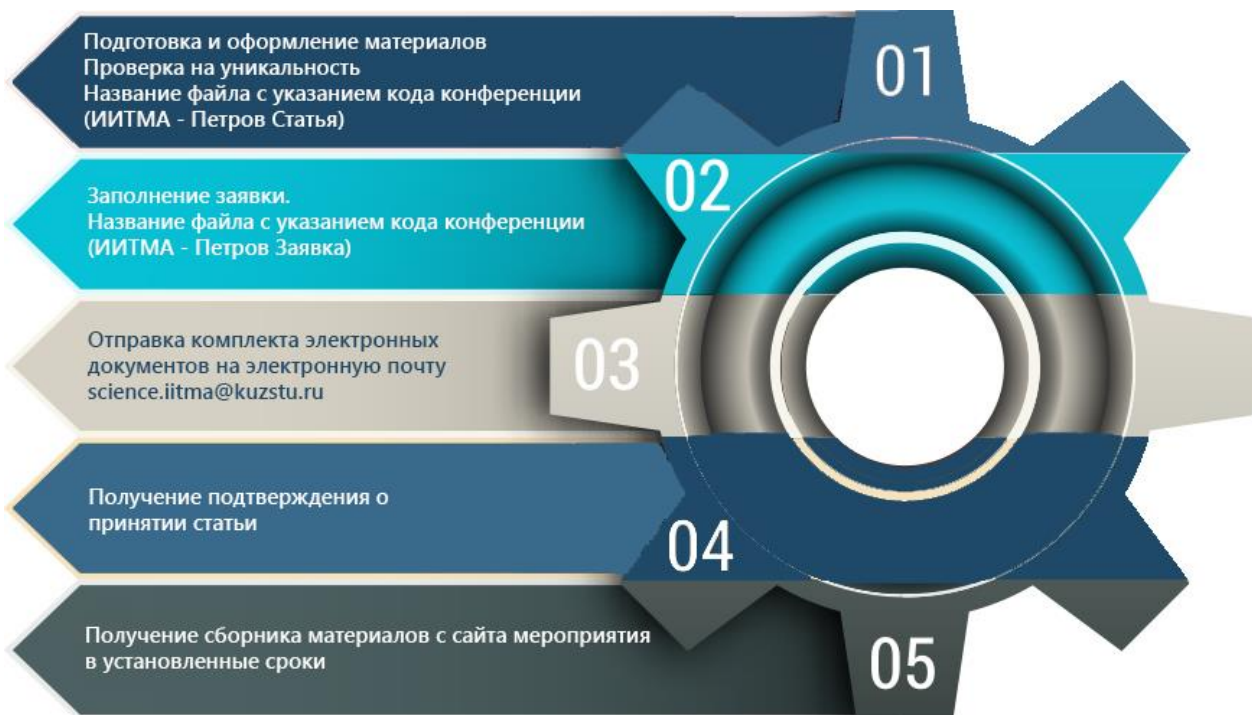 Подготовка и оформление материалов
Проверка на уникальность
Название файла с указанием кода конференции
(ИИТМА - Петров Статья)
01
Заполнение заявки.
Название файла с указанием кода конференции
(ИИТМА - Петров Заявка)
02
Отправка комплекта электронных
документов на электронную почту
science.iitma@kuzstu.ru
03
Получение подтверждения о
принятии статьи
04
Получение сборника материалов с сайта мероприятия
в установленные сроки
05